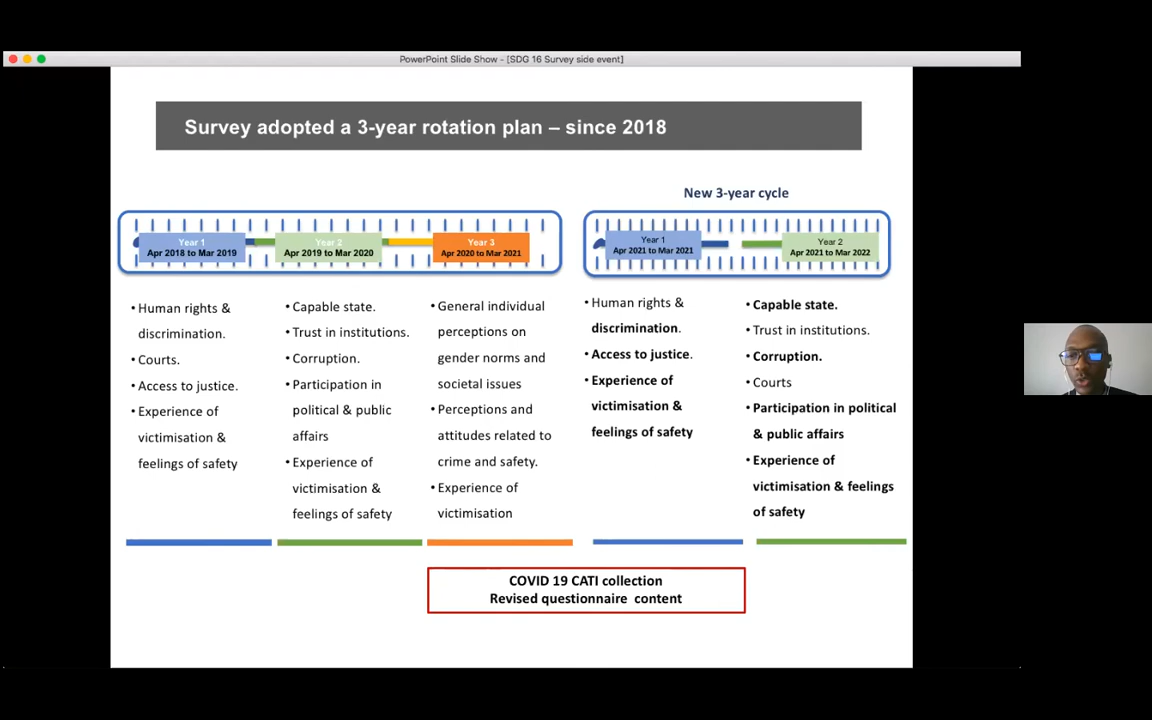 PowerPoint Slide Show - [SDG 16 Survey side event]
Survey adopted a 3-year rotation plan – since 2018
New 3-year cycle
Year 1
Apr 2018 to Mar 2019
Year 2
Apr 2019 to Mar 2020
Year 3
Apr 2020 to Mar 2021
Year 1
Apr 2021 to Mar 2021
Year 2
Apr 2021 to Mar 2022
• Human rights &
discrimination.
• Courts.
• Access to justice.
• Experience of
victimisation &
feelings of safety
• Capable state.
• Trust in institutions.
• Corruption.
• Participation in
political & public
affairs
• Experience of
victimisation &
feelings of safety
• General individual
perceptions on
gender norms and
societal issues
• Perceptions and
attitudes related to
crime and safety.
• Experience of
victimisation
• Human rights &
discrimination.
• Access to justice.
• Experience of
victimisation &
feelings of safety
• Capable state.
• Trust in institutions.
• Corruption.
• Courts
• Participation in political
& public affairs
• Experience of
victimisation & feelings
of safety
COVID 19 CATI collection
Revised questionnaire content